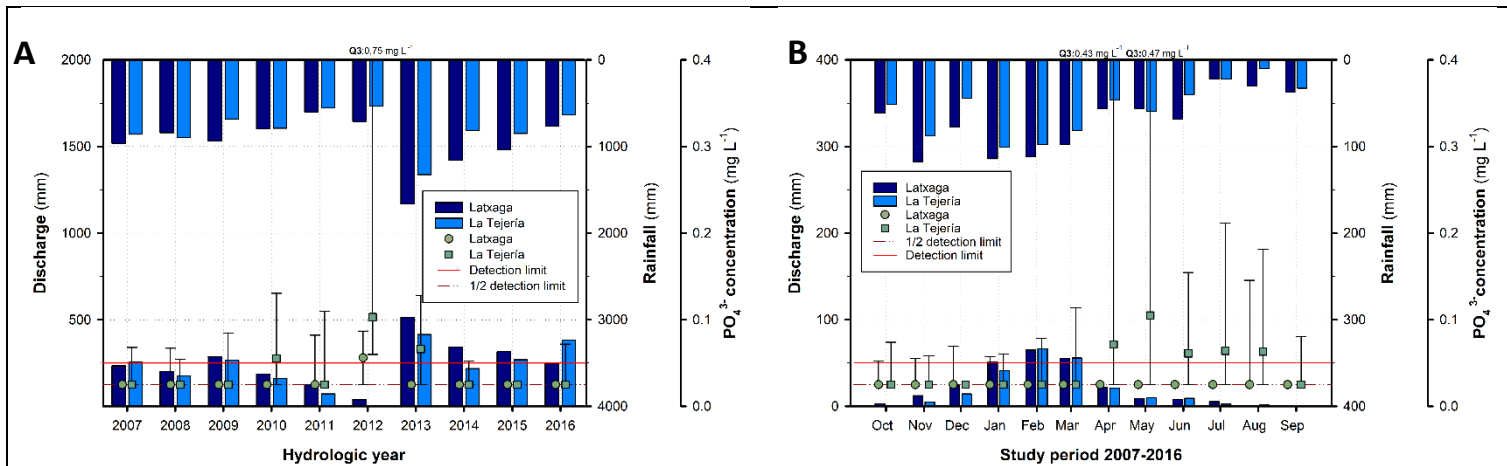 A
Q3:0.75 mg L⁻¹
2000
1500
1000
500
Discharge (mm)
0
1000
2000
3000
4000
Rainfall (mm)
0.4
0.3
0.2
0.1
0.0
PO₄³⁻concentration (mg L⁻¹)
Latxaga
La Tejería
Latxaga
La Tejería
Detection limit
1/2 detection limit
2007 2008 2009 2010 2011 2012 2013 2014 2015 2016
Hydrologic year
B
Q3:0.43 mg L⁻¹ Q3:0.47 mg L⁻¹
400
300
200
100
0
Discharge (mm)
0
100
200
300
400
Rainfall (mm)
0.4
0.3
0.2
0.1
0.0
PO₄³⁻concentration (mg L⁻¹)
Latxaga
La Tejería
Latxaga
La Tejería
1/2 detection limit
Detection limit
Oct Nov Dec Jan Feb Mar Apr May Jun Jul Aug Sep
Study period 2007-2016